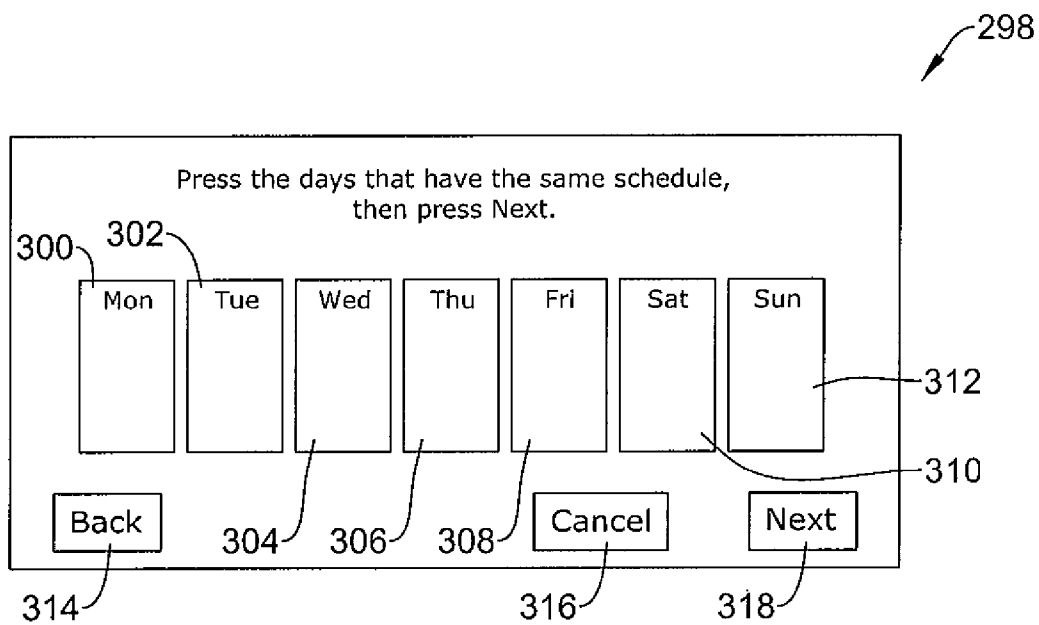 298
Press the days that have the same schedule,
then press Next.
300
302
Mon Tue Wed Thu Fri Sat Sun
312
310
Back 304 306 308 Cancel Next
314 316 318